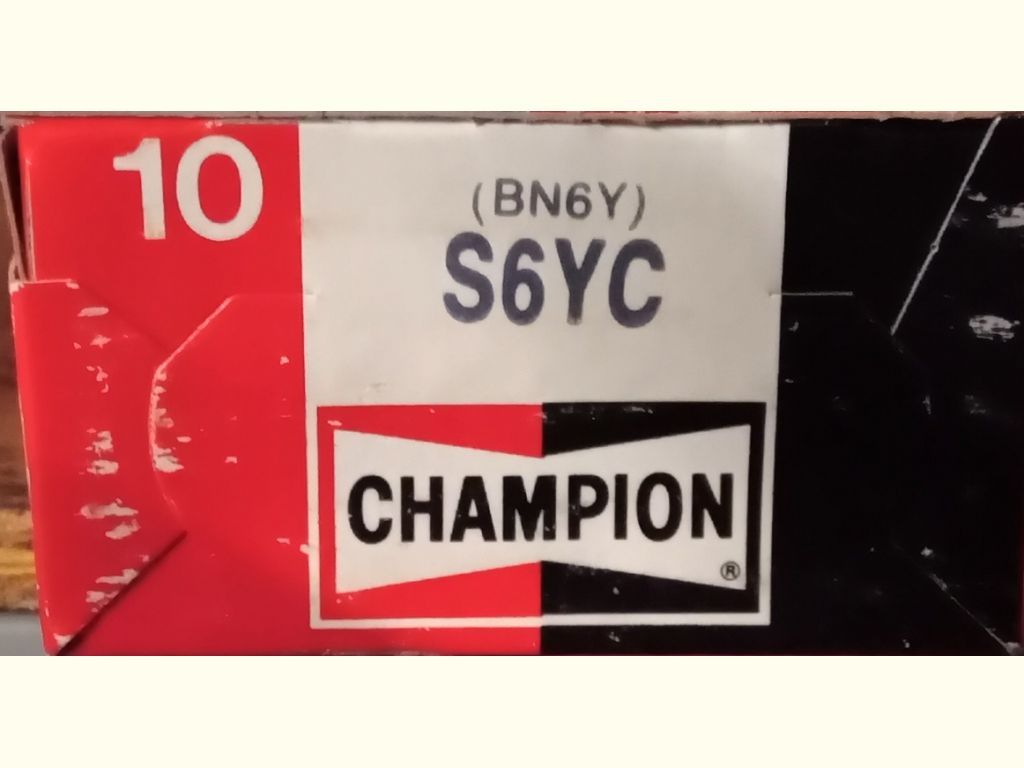 10
(BN6Y)
S6YC
CHAMPION
®